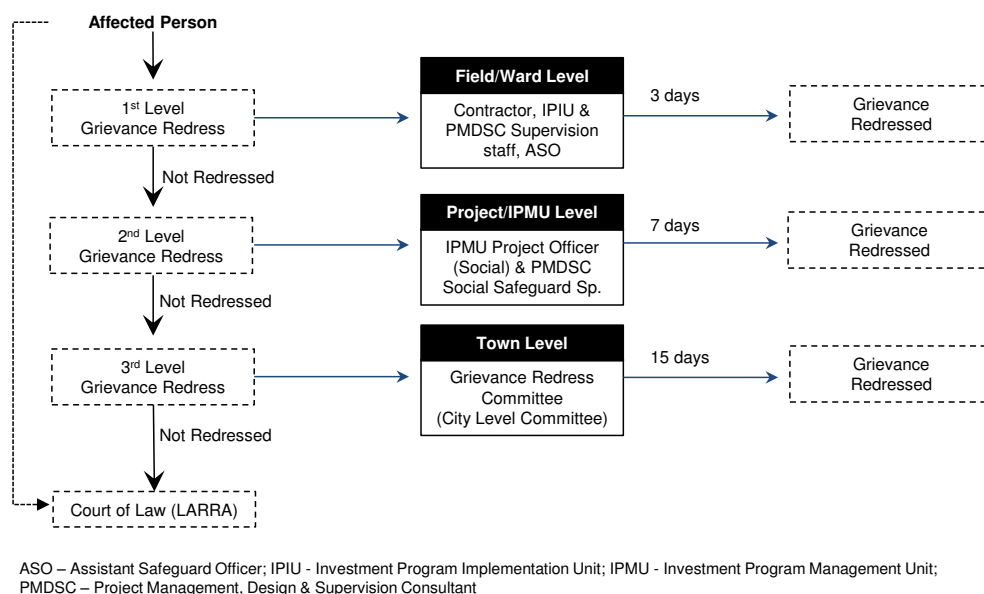 Affected Person
1st Level
Grievance Redress
Field/Ward Level
Contractor, IPIU &
PMDSC Supervision
staff, ASO
3 days
Grievance
Redressed
Not Redressed
2nd Level
Grievance Redress
Project/IPMU Level
IPMU Project Officer
(Social) & PMDSC
Social Safeguard Sp.
7 days
Grievance
Redressed
Not Redressed
3rd Level
Grievance Redress
Town Level
Grievance Redress
Committee
(City Level Committee)
15 days
Grievance
Redressed
Not Redressed
Court of Law (LARRA)
ASO – Assistant Safeguard Officer; IPIU - Investment Program Implementation Unit; IPMU - Investment Program Management Unit;
PMDSC – Project Management, Design & Supervision Consultant